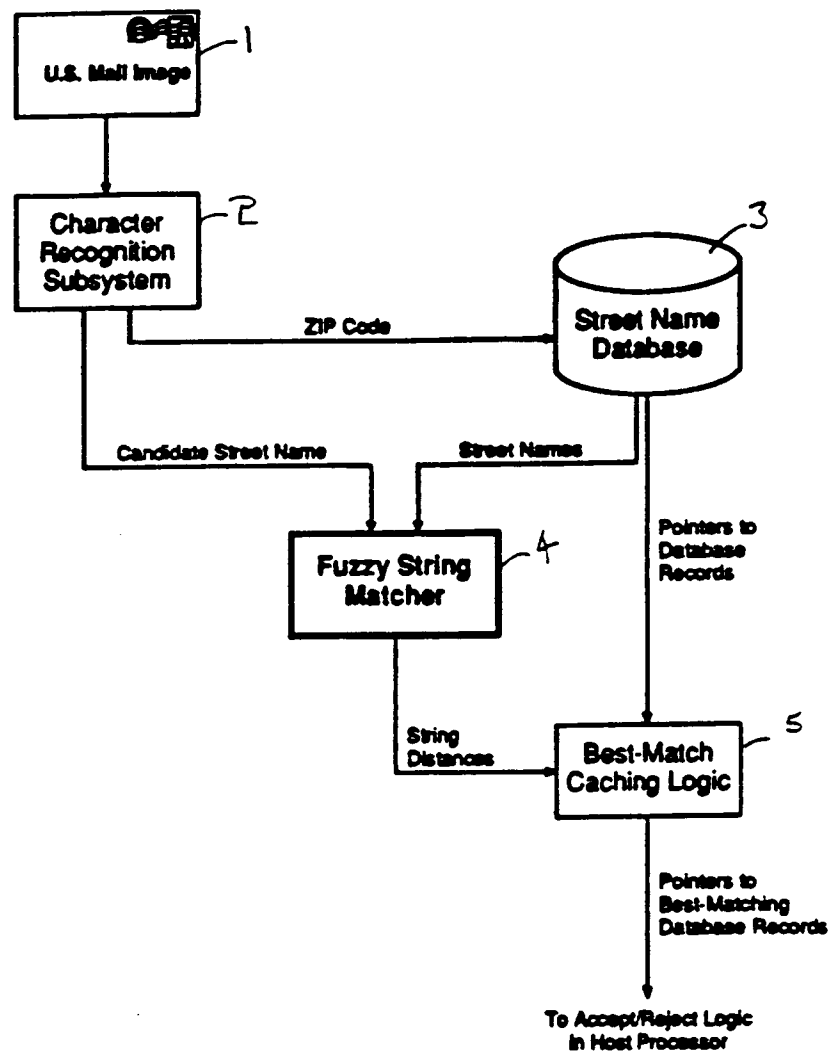 1
U.S. Mail Image
2
Character
Recognition
Subsystem
3
ZIP Code
Street Name
Database
Candidate Street Name
Street Names
Pointers to
Database
Records
4
Fuzzy String
Matcher
5
String
Distances
Best-Match
Caching Logic
Pointers to
Best-Matching
Database Records
To Accept/Reject Logic
in Host Processor